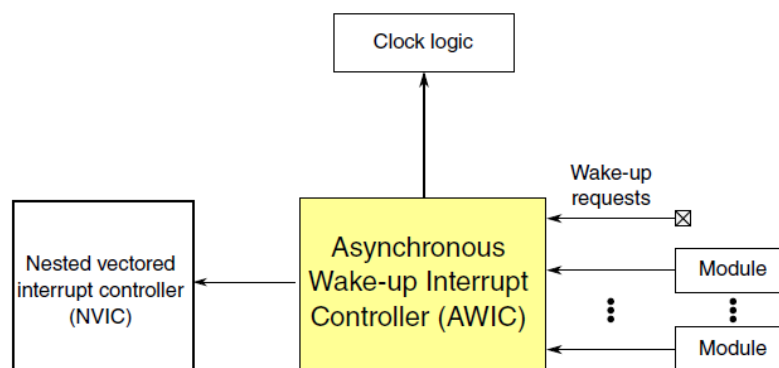 Clock logic
Wake-up
requests
Nested vectored
interrupt controller
(NVIC)
Asynchronous
Wake-up Interrupt
Controller (AWIC)
Module
Module